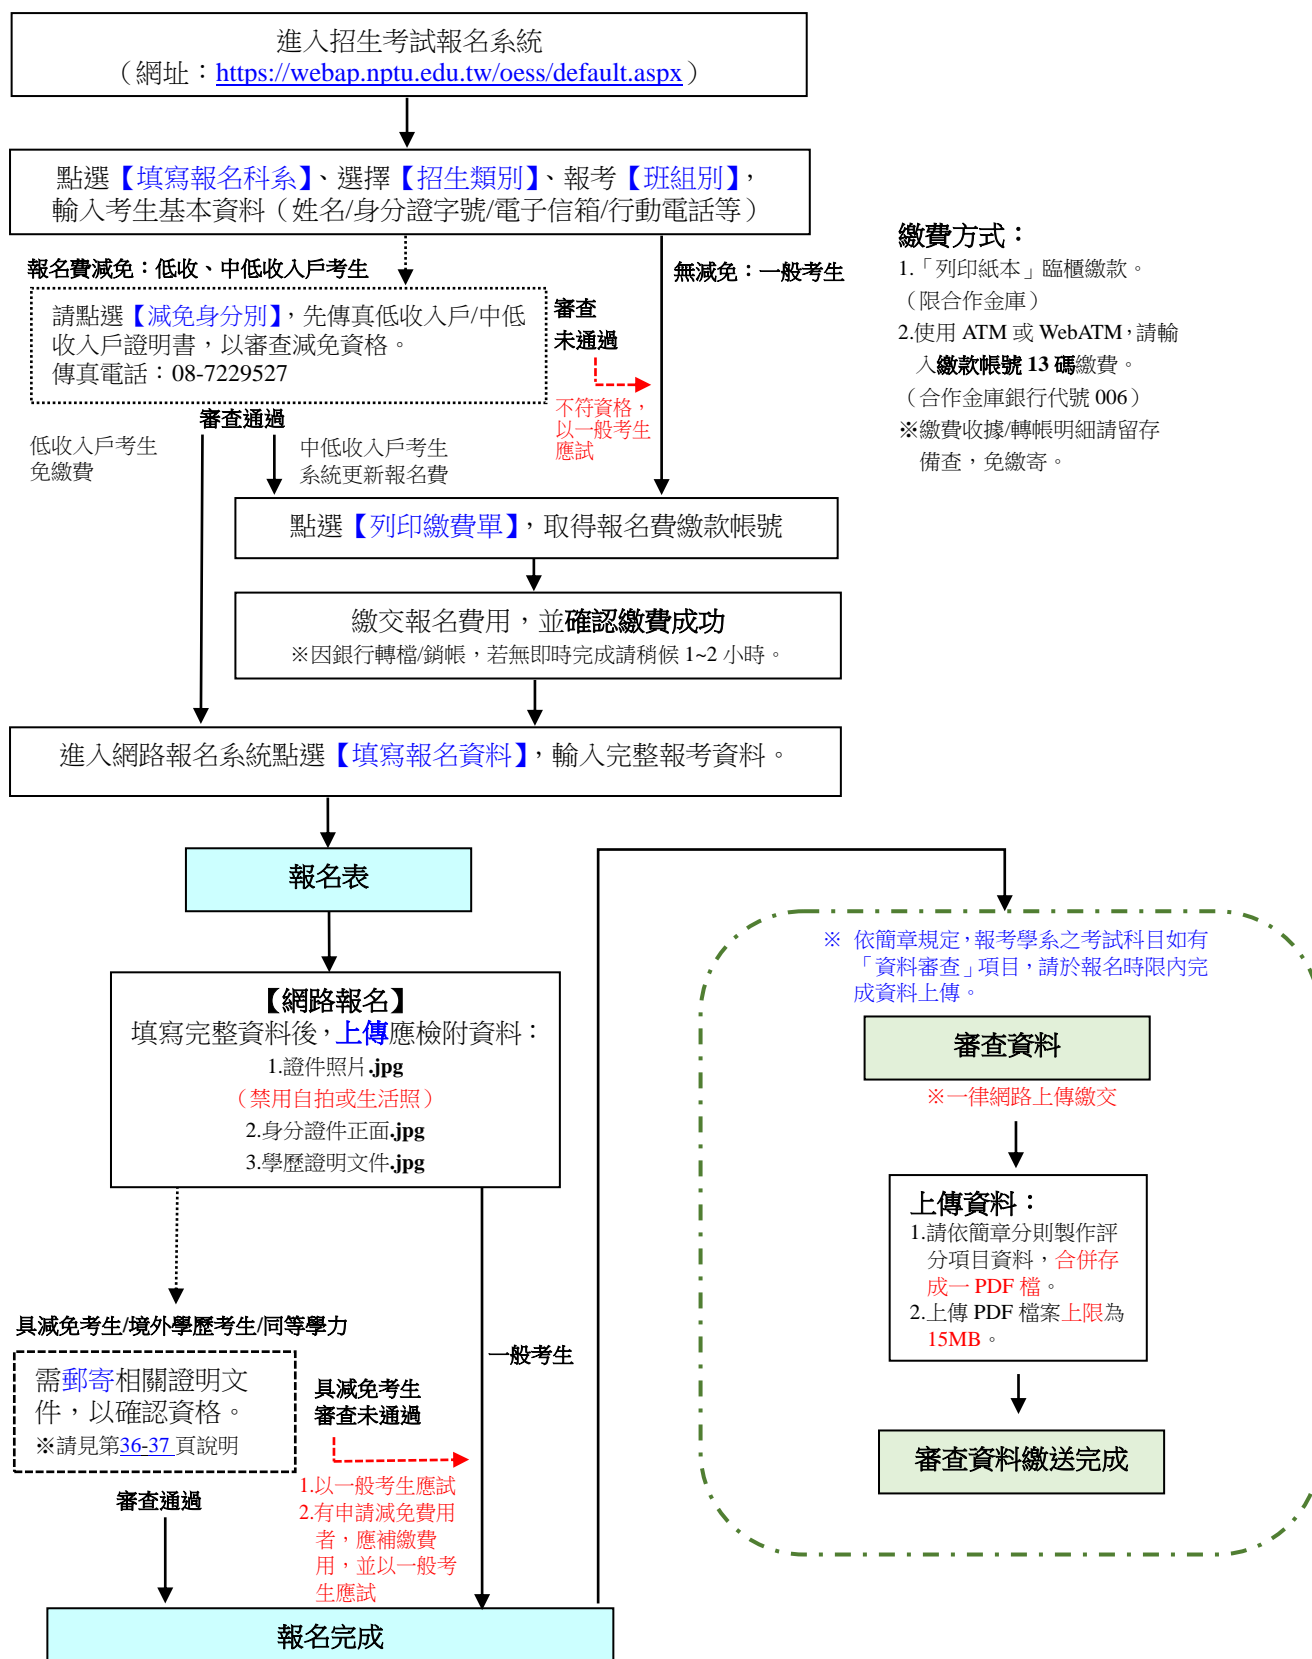 進入招生考試報名系統
（網址：https://webap.nptu.edu.tw/oess/default.aspx）
點選【填寫報名科系】、選擇【招生類別】、報考【班組別】，
輸入考生基本資料（姓名/身分證字號/電子信箱/行動電話等）
報名費減免：低收、中低收入戶考生
無減免：一般考生
請點選【減免身分別】，先傳真低收入戶/中低
收入戶證明書，以審查減免資格。
傳真電話：08-7229527
審查
未通過
不符資格，
以一般考生
應試
審查通過
低收入戶考生
免繳費
中低收入戶考生
系統更新報名費
繳費方式：
1.「列印紙本」臨櫃繳款。
（限合作金庫）
2.使用 ATM 或 WebATM，請輸
入繳款帳號 13 碼繳費。
（合作金庫銀行代號 006）
※繳費收據/轉帳明細請留存
備查，免繳寄。
點選【列印繳費單】，取得報名費繳款帳號
繳交報名費用，並確認繳費成功
※因銀行轉檔/銷帳，若無即時完成請稍候 1~2 小時。
進入網路報名系統點選【填寫報名資料】，輸入完整報考資料。
報名表
【網路報名】
填寫完整資料後，上傳應檢附資料：
1.證件照片.jpg
（禁用自拍或生活照）
2.身分證件正面.jpg
3.學歷證明文件.jpg
具減免考生/境外學歷考生/同等學力
需郵寄相關證明文
件，以確認資格。
※請見第36-37 頁說明
審查通過
具減免考生
審查未通過
1.以一般考生應試
2.有申請減免費用
者，應補繳費
用，並以一般考
生應試
一般考生
報名完成
※ 依簡章規定，報考學系之考試科目如有
「資料審查」項目，請於報名時限內完
成資料上傳。
審查資料
※一律網路上傳繳交
上傳資料：
1.請依簡章分則製作評
分項目資料，合併存
成一 PDF 檔。
2.上傳 PDF 檔案上限為
15MB。
審查資料繳送完成